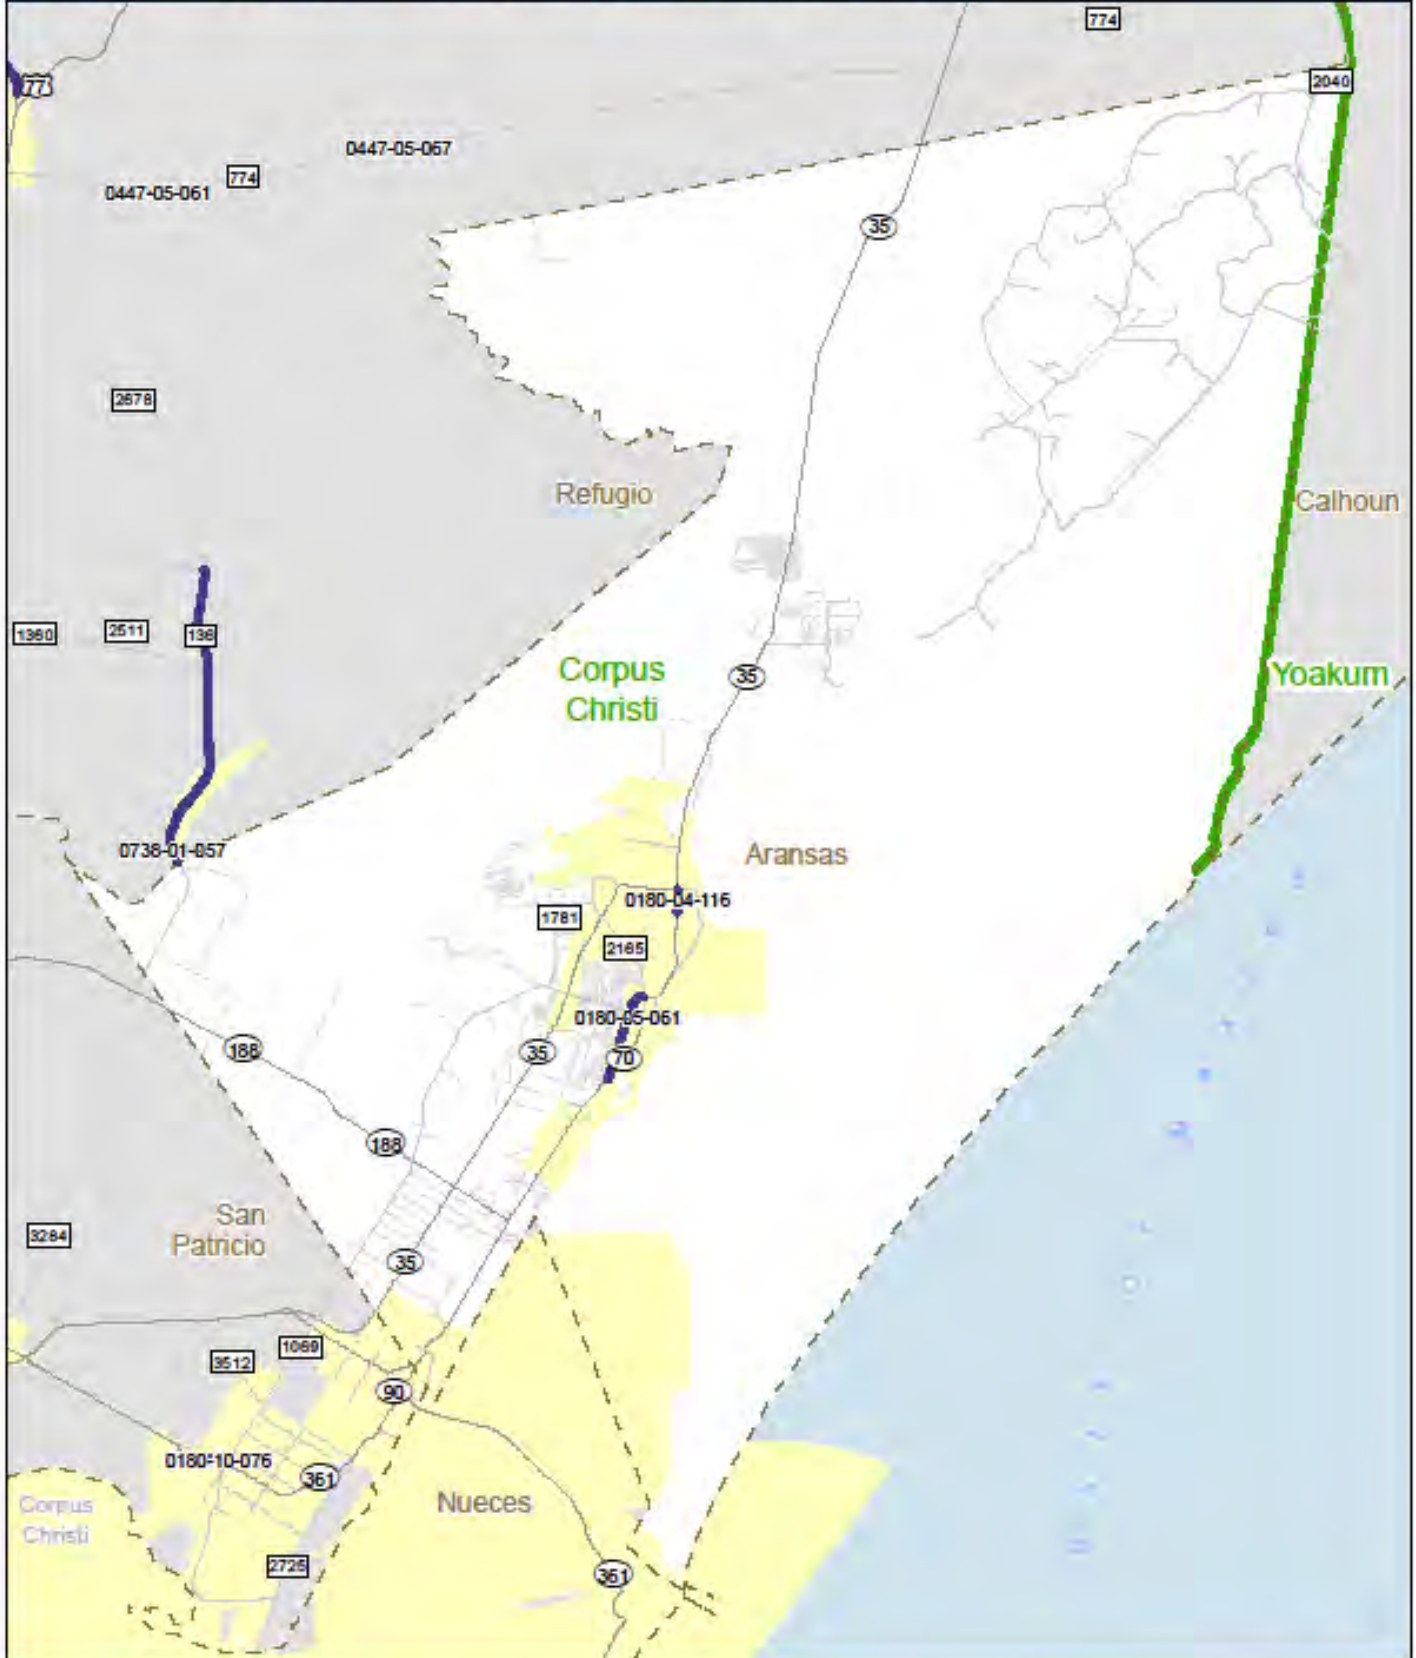 774
2040
773
0447-05-067
774
0447-05-061
35
2678
Refugio
Calhoun
1360
2511
136
Corpus
Christi
35
Yoakum
0738-01-057
Aransas
0180-04-116
1781
2165
0180-05-061
188
35
70
188
San
Patricio
3284
35
1069
3512
90
0180-10-076
361
Corpus
Christi
Nueces
2725
361